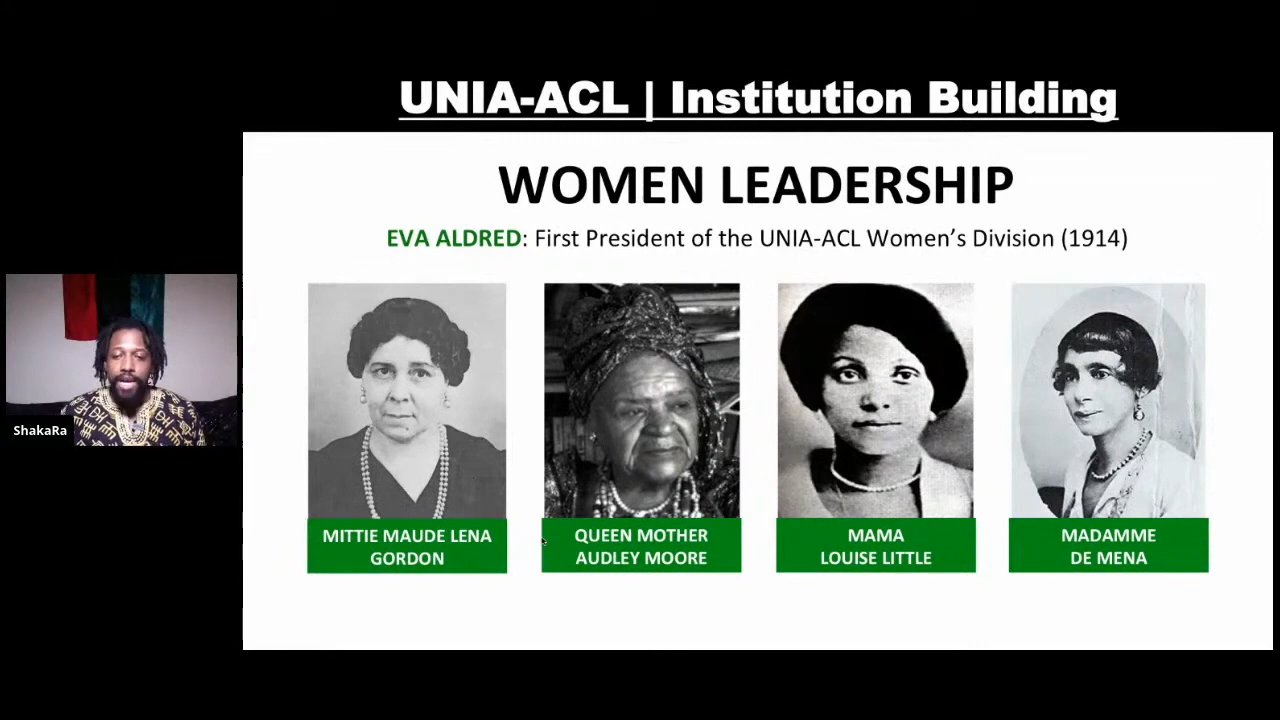 UNIA-ACL | Institution Building
WOMEN LEADERSHIP
EVA ALDRED: First President of the UNIA-ACL Women's Division (1914)
ShakaRa
MITTIE MAUDE LENA
GORDON
QUEEN MOTHER
AUDLEY MOORE
MAMA
LOUISE LITTLE
MADAMME
DE MENA